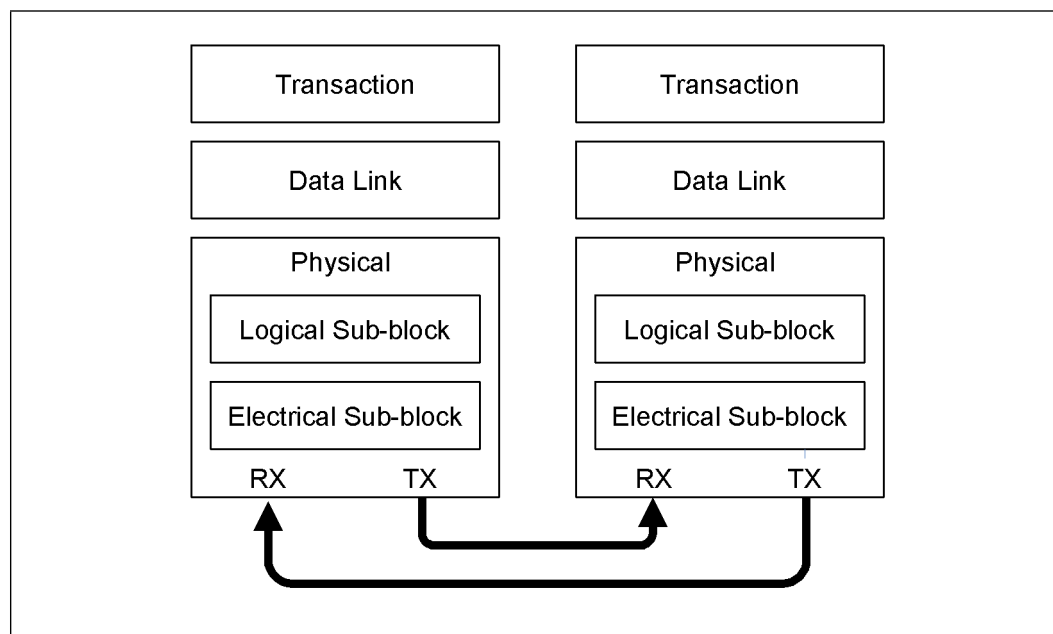 Transaction
Data Link
Physical
Logical Sub-block
Electrical Sub-block
RX TX
Transaction
Data Link
Physical
Logical Sub-block
Electrical Sub-block
RX TX